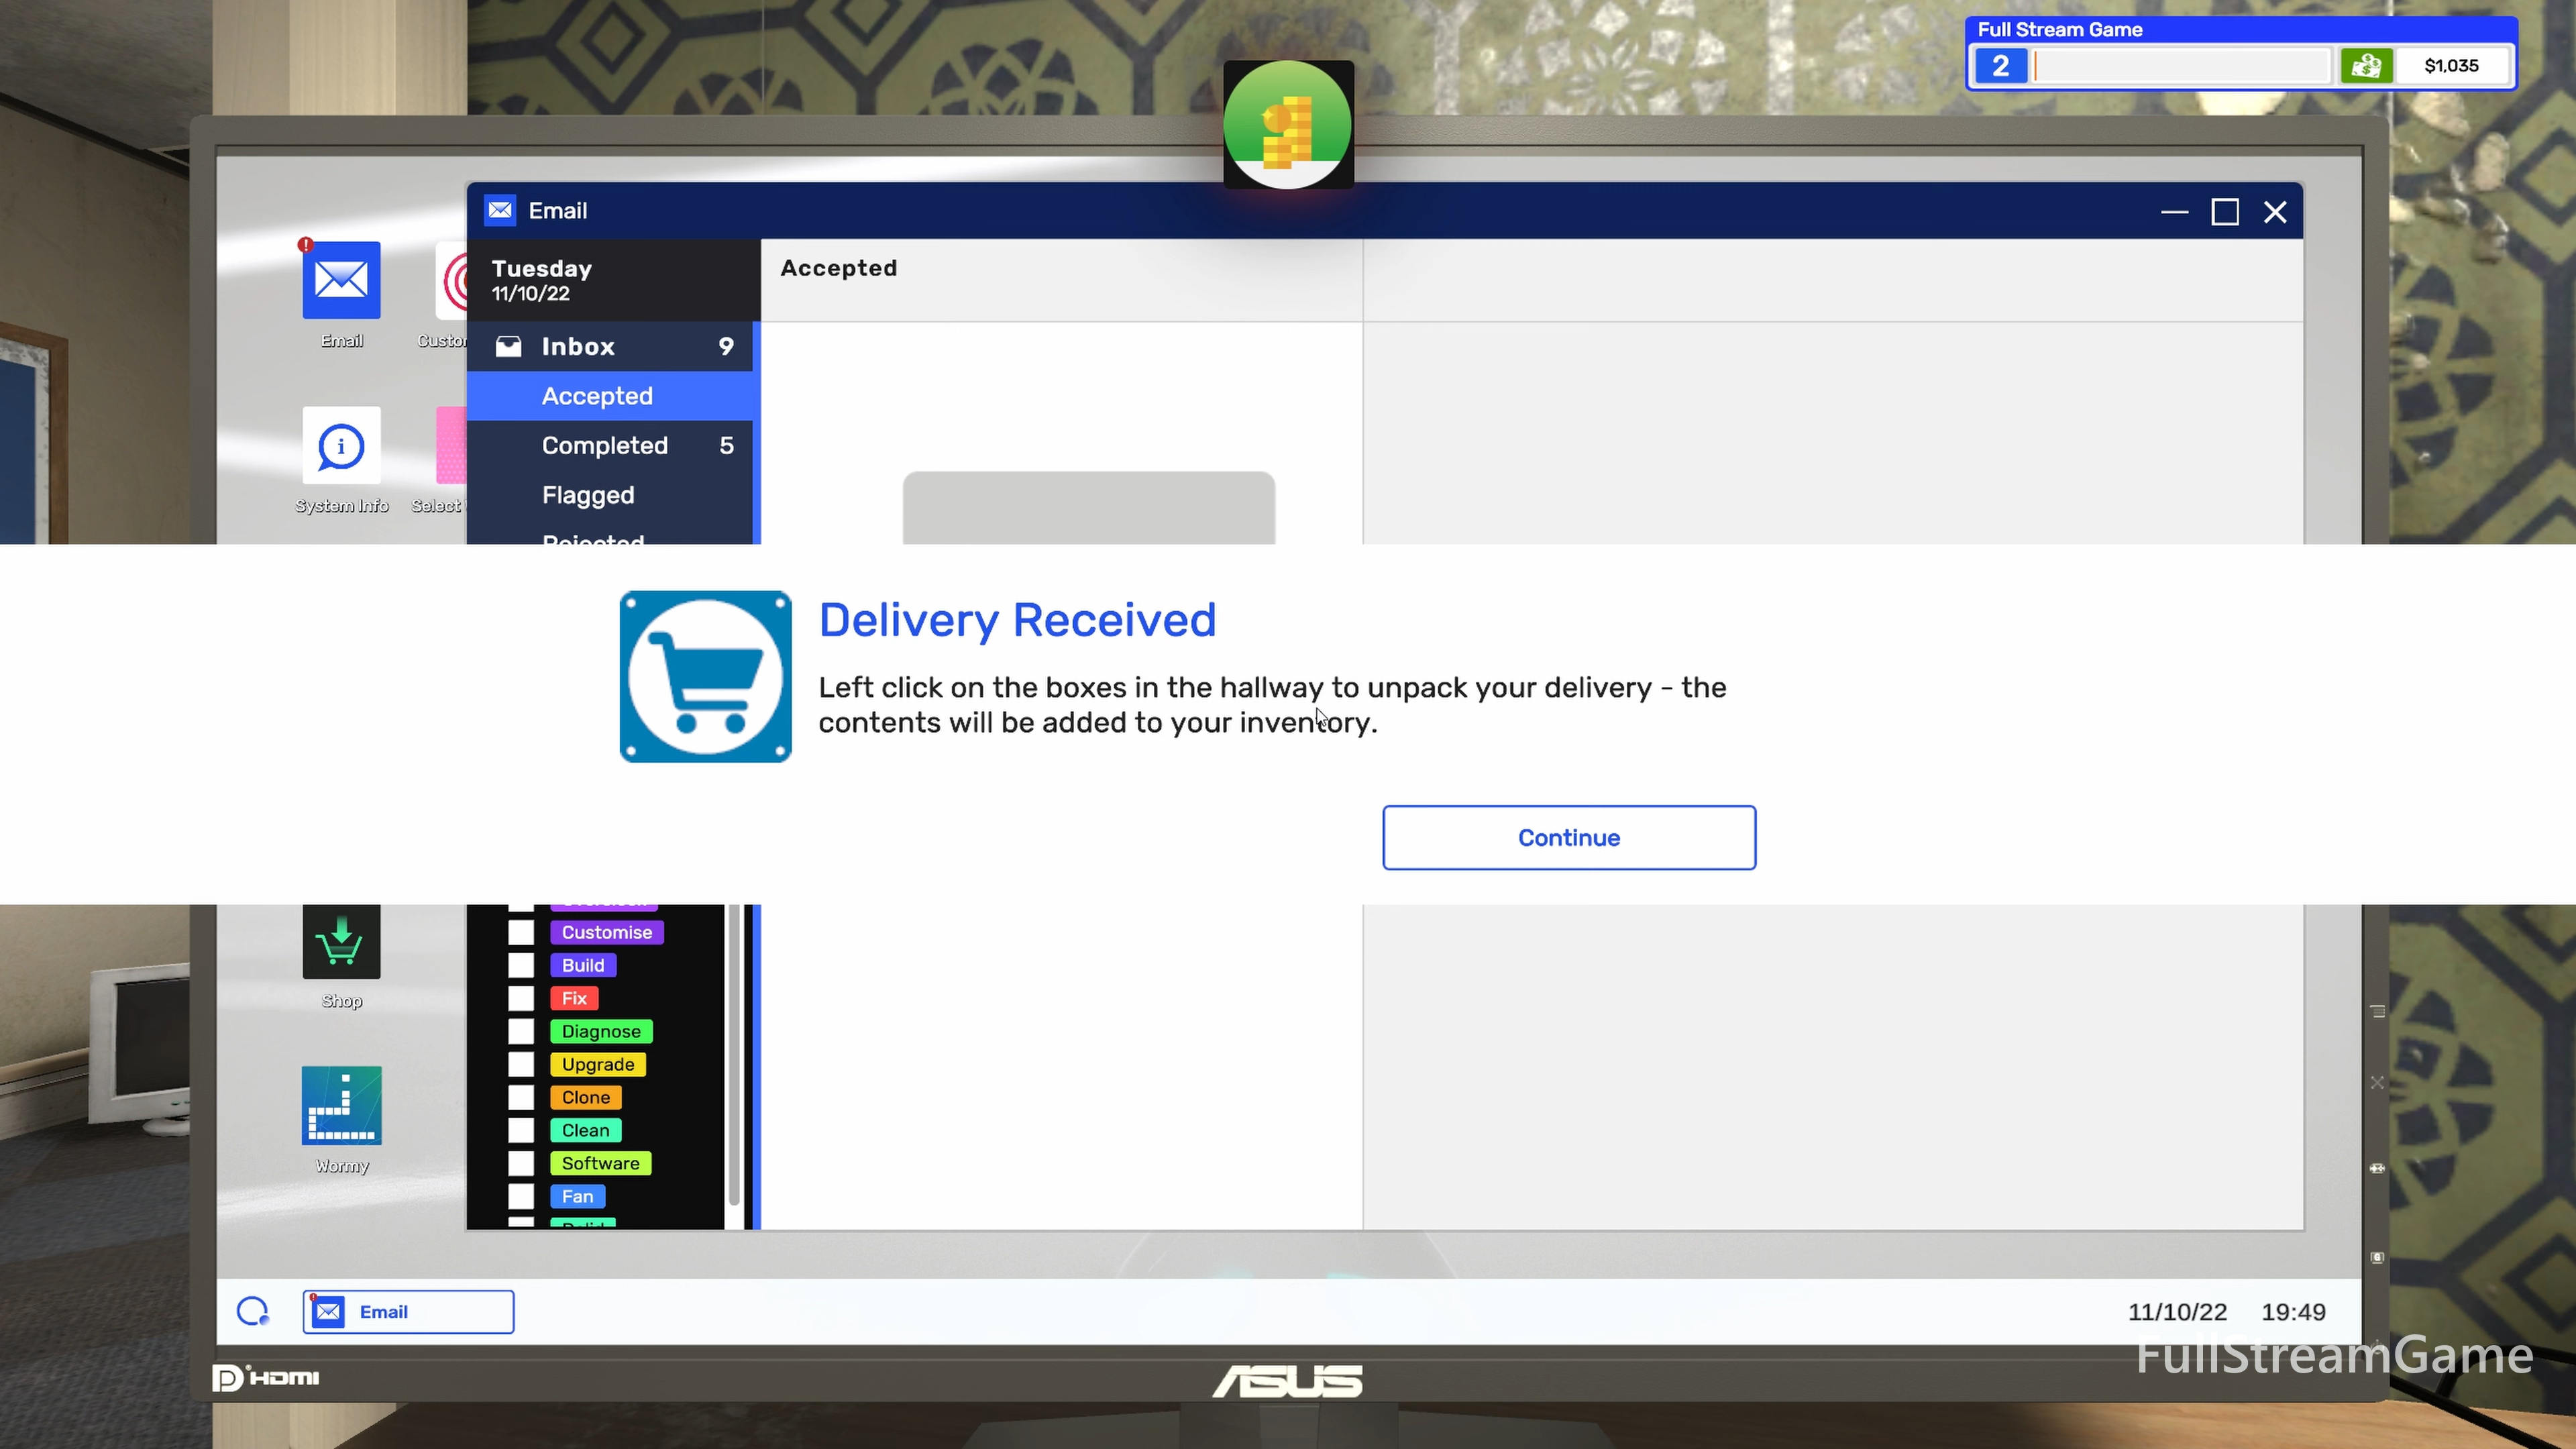 Full Stream Game
2
$1,035
Email
Tuesday
11/10/22
Accepted
Inbox 9
Accepted
Completed 5
Flagged
Rejected
Email
System Info
Delivery Received
Left click on the boxes in the hallway to unpack your delivery - the
contents will be added to your inventory.
Continue
Customise
Build
Fix
Diagnose
Upgrade
Clone
Clean
Software
Fan
Shop
Wormy
Email
11/10/22 19:49
FullStreamGame
HDMI
ASUS